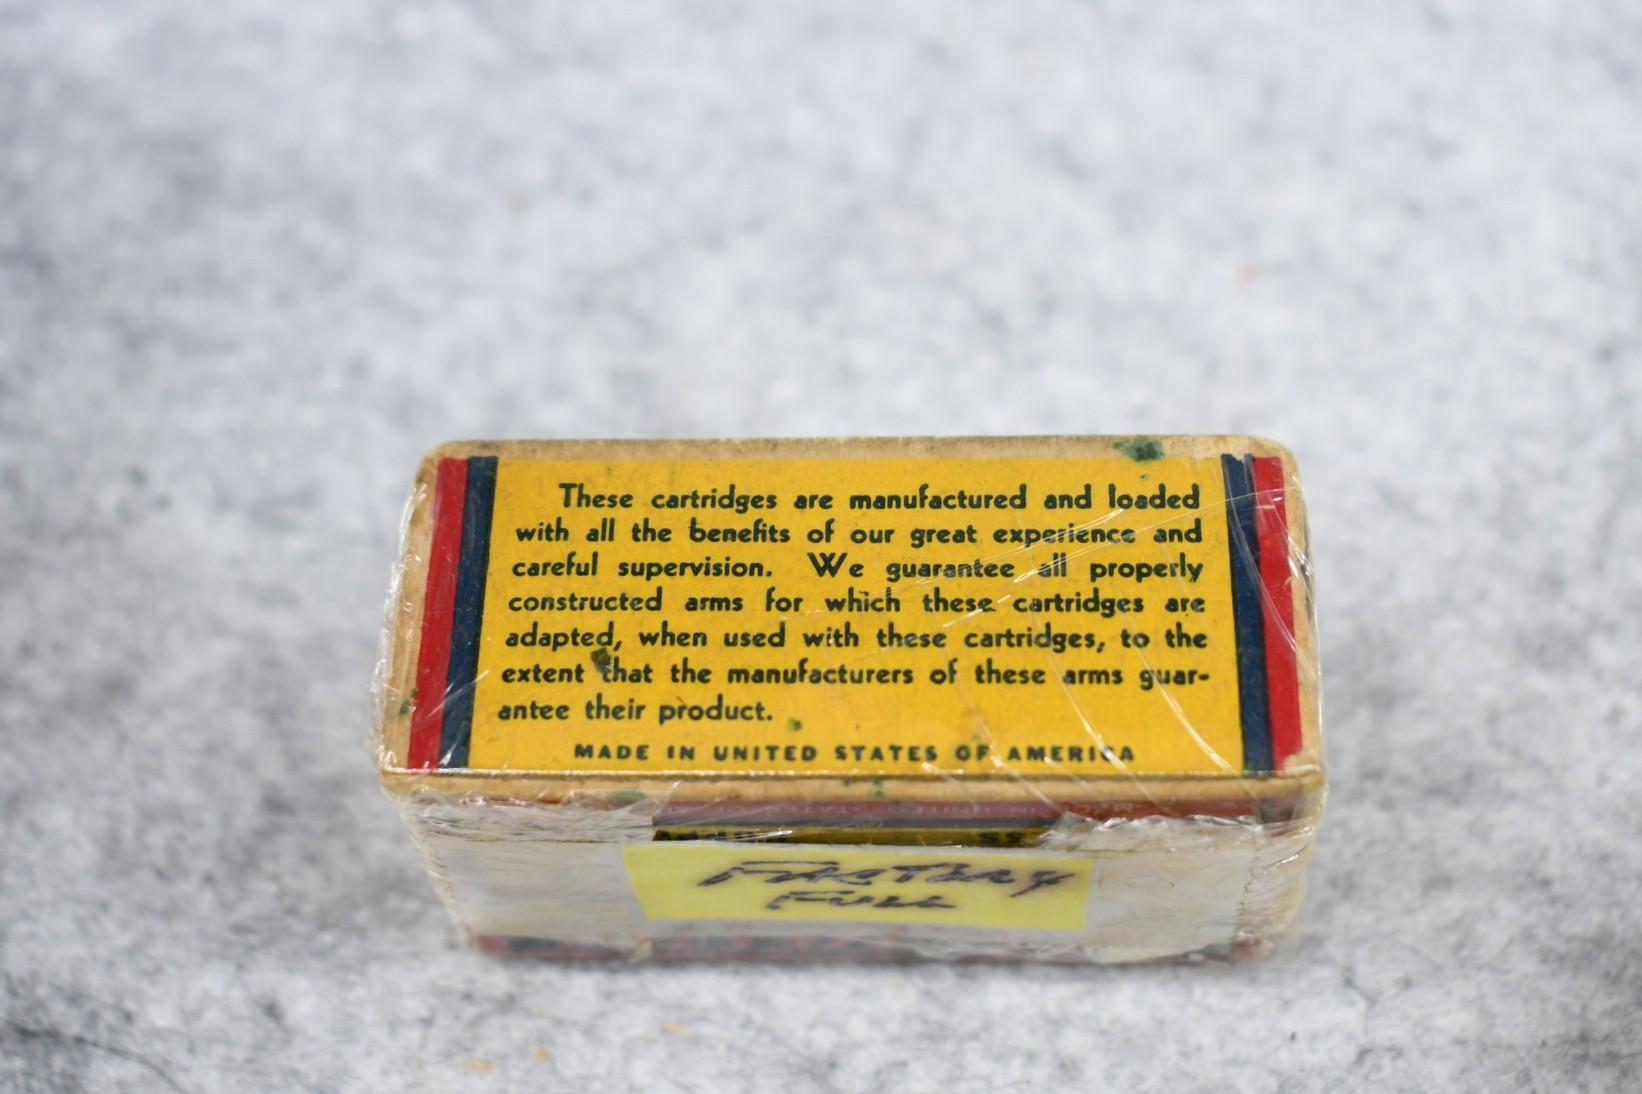 These cartridges are manufactured and loaded
with all the benefits of our great experience and
careful supervision. We guarantee all properly
constructed arms for which these cartridges are
adapted, when used with these cartridges, to the
extent that the manufacturers of these arms guar-
antee their product.
MADE IN UNITED STATES OF AMERICA
FACTORY
FULL